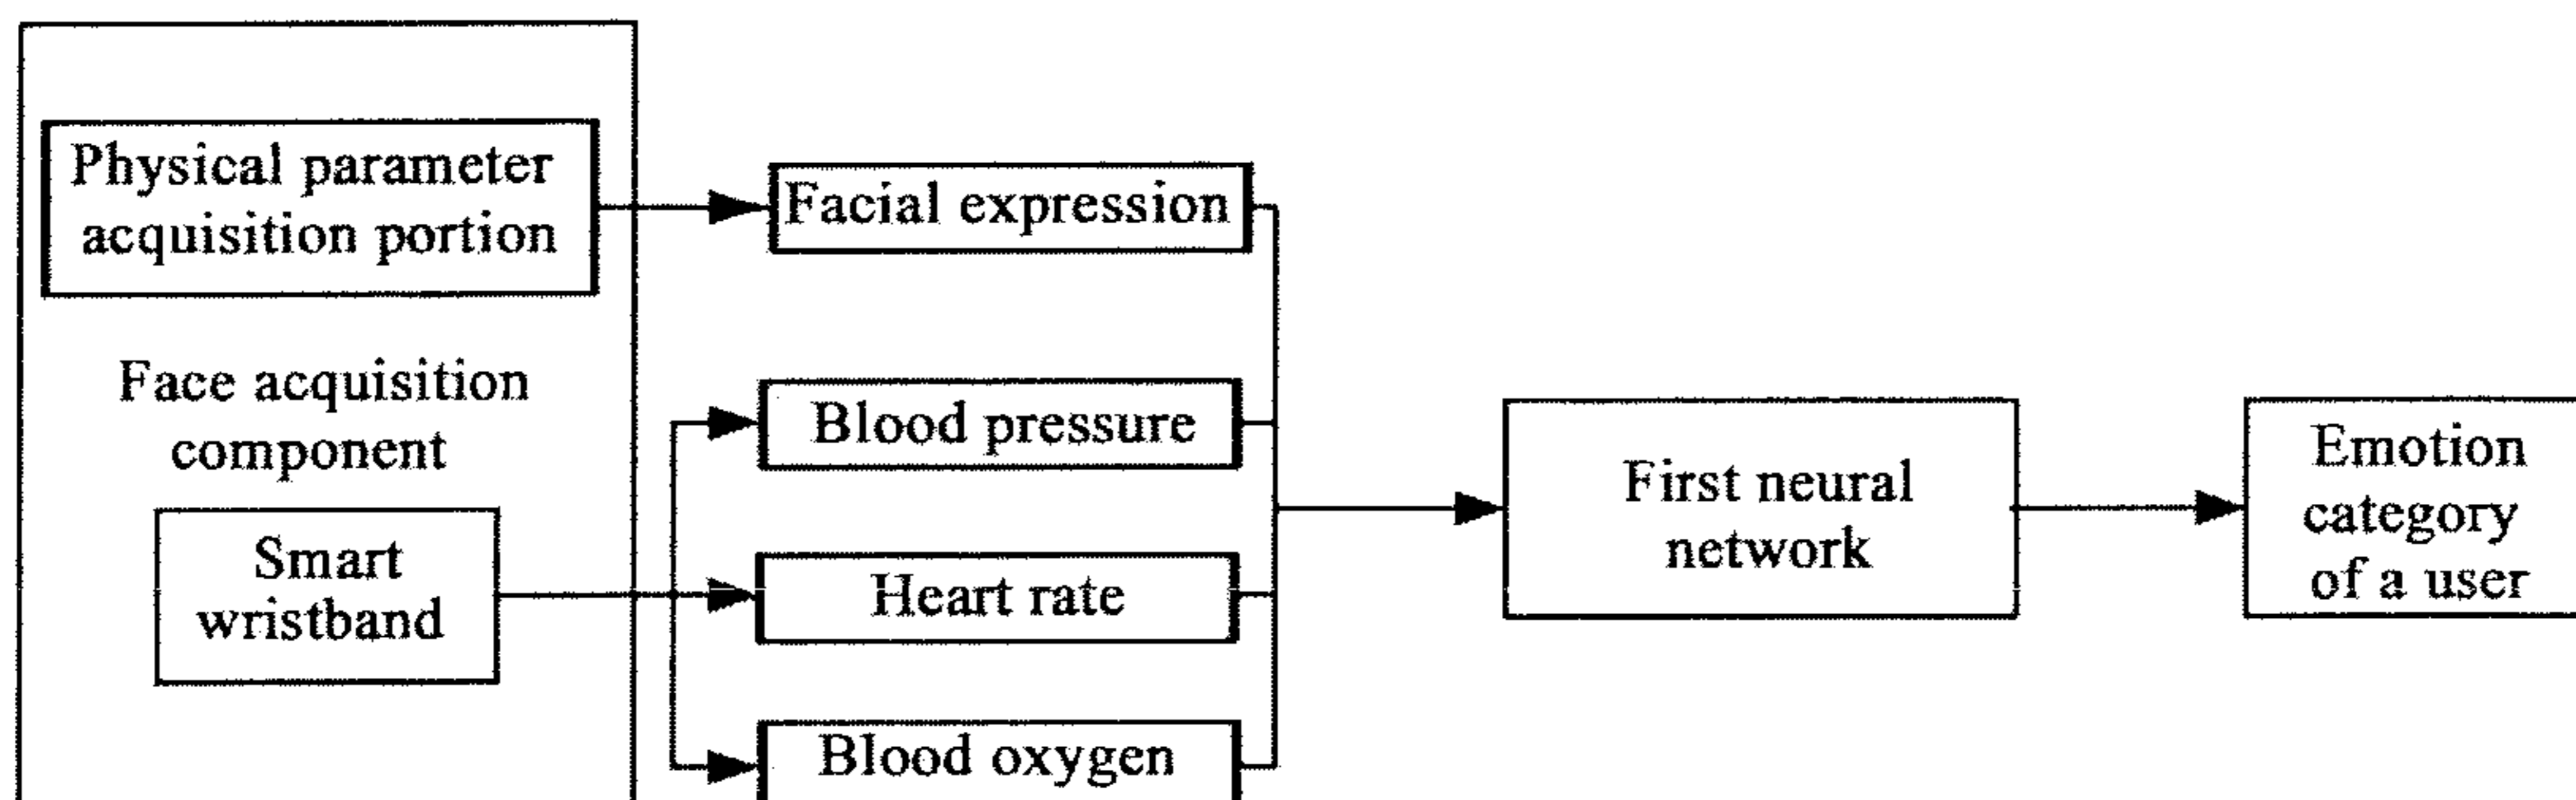 Physical parameter
acquisition portion
Face acquisition
component
Smart
wristband
Facial expression
Blood pressure
Heart rate
Blood oxygen
First neural
network
Emotion
category
of a user